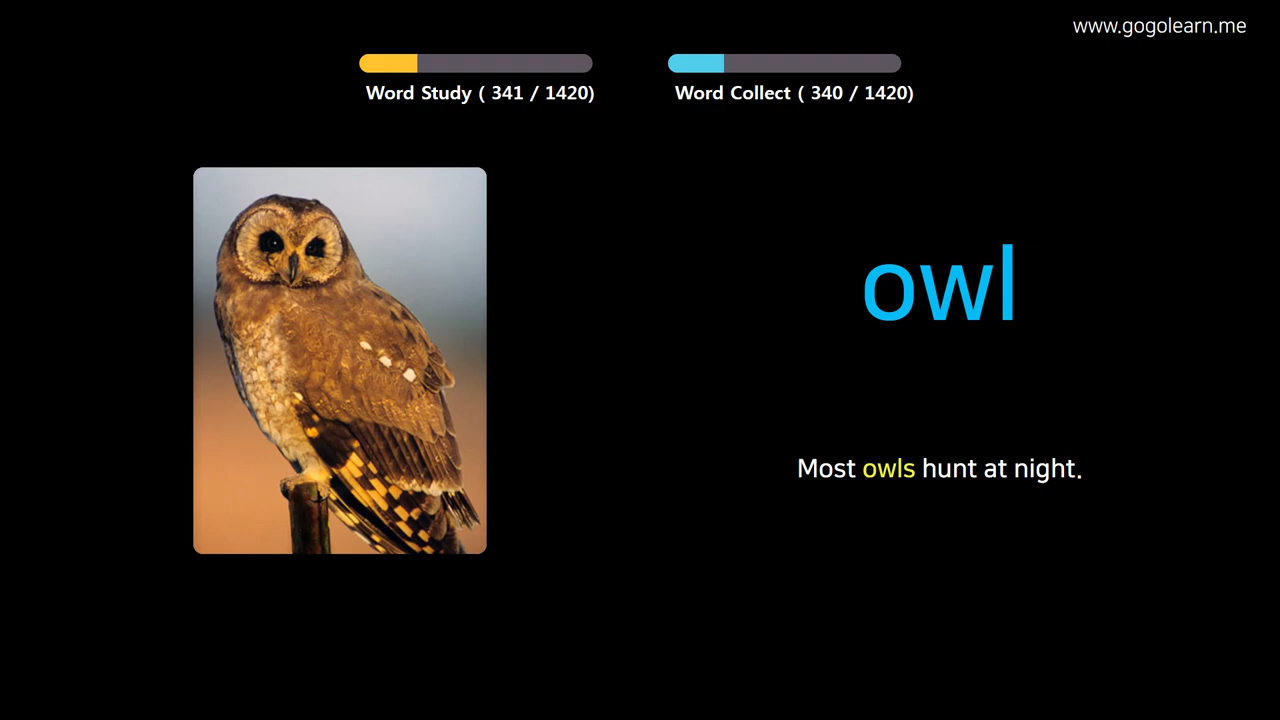 www.gogolearn.me
Word Study ( 341 / 1420)
Word Collect ( 340 / 1420)
owl
Most owls hunt at night.